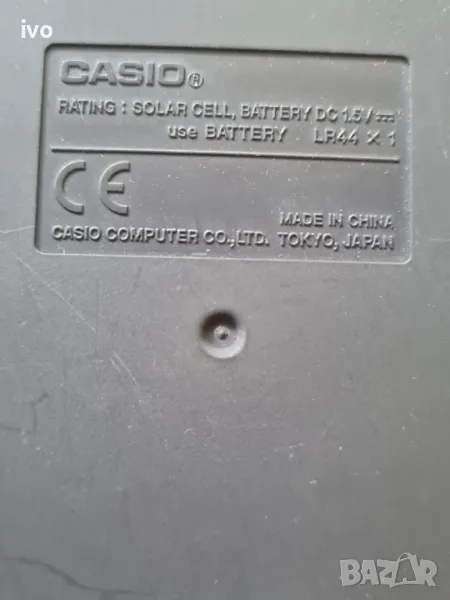 ivo
CASIO®
RATING : SOLAR CELL, BATTERY DC 1.5V ⎓
use BATTERY LR44 X 1
CE
MADE IN CHINA
CASIO COMPUTER CO.,LTD. TOKYO, JAPAN
BAZAR